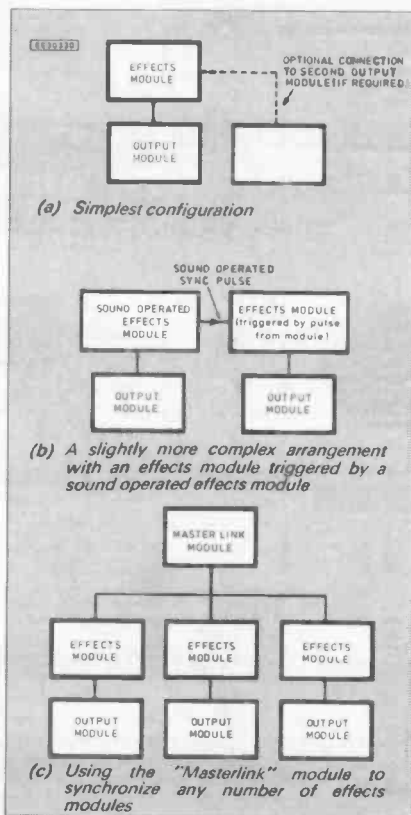 EFFECTS
MODULE
OPTIONAL CONNECTION
TO SECOND OUTPUT
MODULE (IF REQUIRED)
OUTPUT
MODULE
(a) Simplest configuration
SOUND OPERATED
SYNC PULSE
SOUND OPERATED
EFFECTS
MODULE
EFFECTS MODULE
(triggered by pulse
from module)
OUTPUT
MODULE
OUTPUT
MODULE
(b) A slightly more complex arrangement
with an effects module triggered by a
sound operated effects module
MASTER LINK
MODULE
EFFECTS
MODULE
EFFECTS
MODULE
EFFECTS
MODULE
OUTPUT
MODULE
OUTPUT
MODULE
OUTPUT
MODULE
(c) Using the "Masterlink" module to
synchronize any number of effects
modules